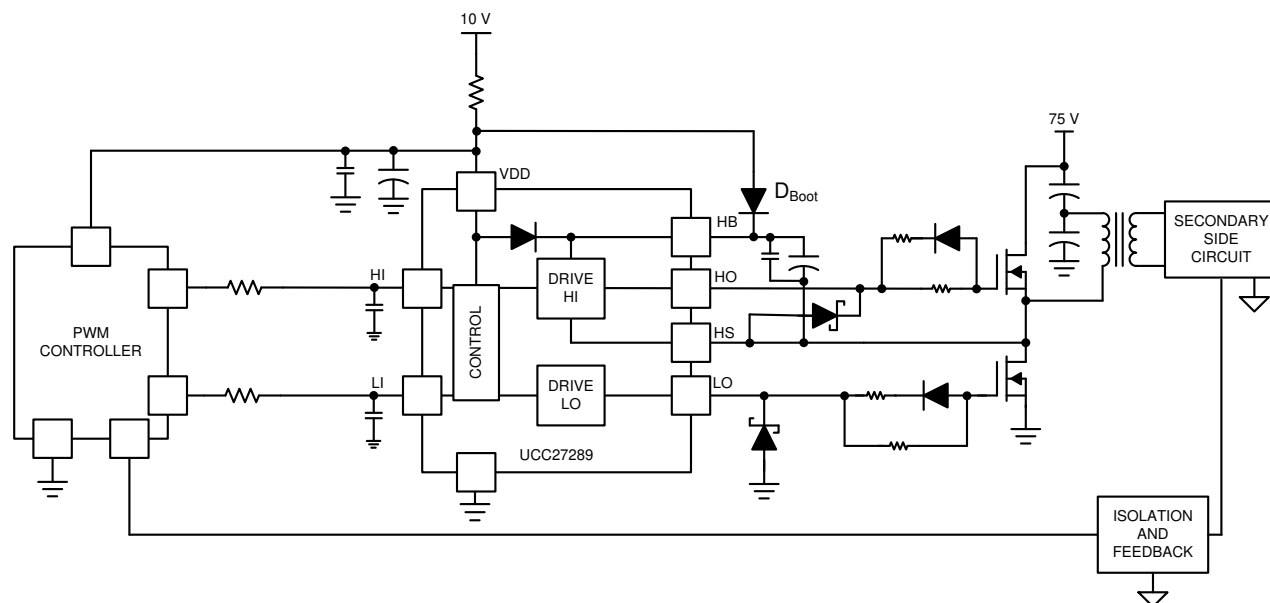 10 V
75 V
VDD
D_Boot
HB
SECONDARY
SIDE
CIRCUIT
HI
DRIVE
HI
HO
PWM
CONTROLLER
CONTROL
HS
LI
DRIVE
LO
LO
UCC27289
ISOLATION
AND
FEEDBACK